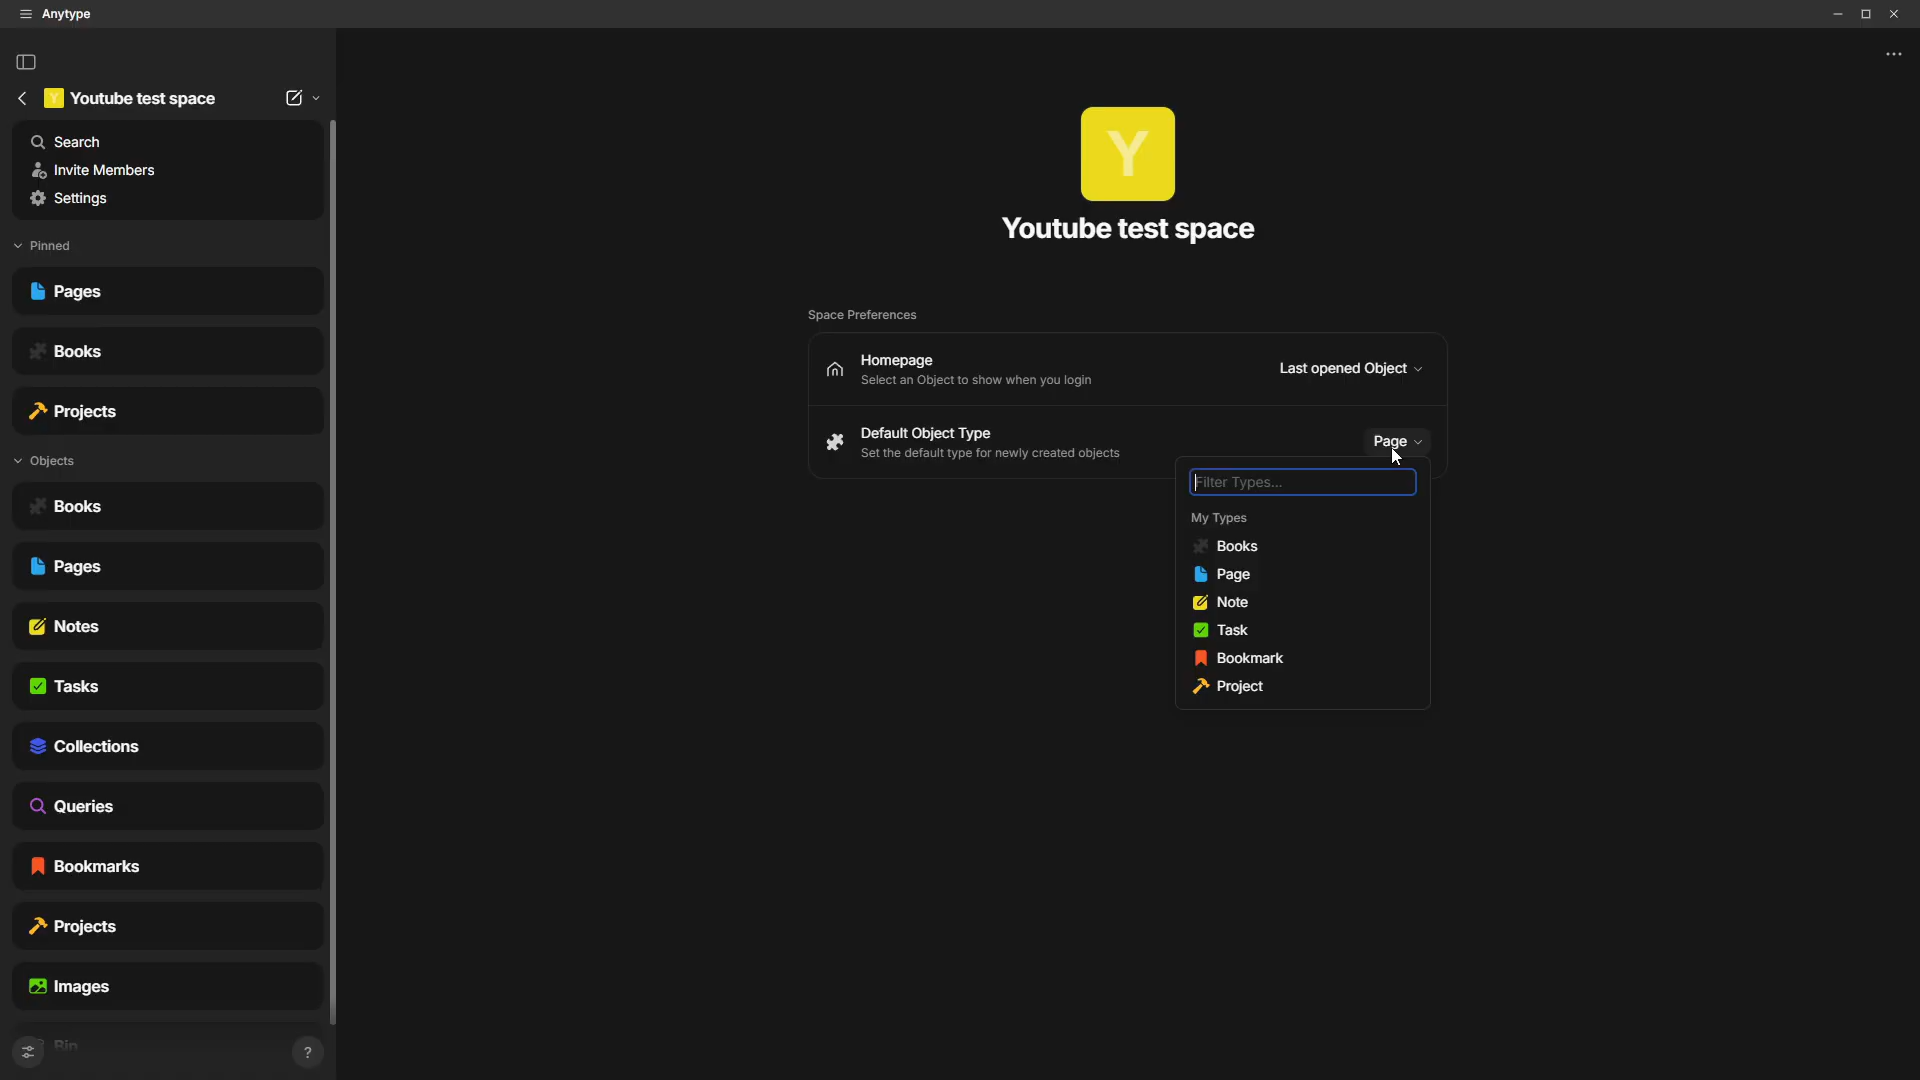 Anytype
Y Youtube test space
Search
Invite Members
Settings
Pinned
Pages
Books
Projects
Objects
Books
Pages
Notes
Tasks
Collections
Queries
Bookmarks
Projects
Images
Bin
?
Y
Youtube test space
Space Preferences
Homepage
Select an Object to show when you login
Last opened Object
Default Object Type
Set the default type for newly created objects
Page
Filter Types...
My Types
Books
Page
Note
Task
Bookmark
Project